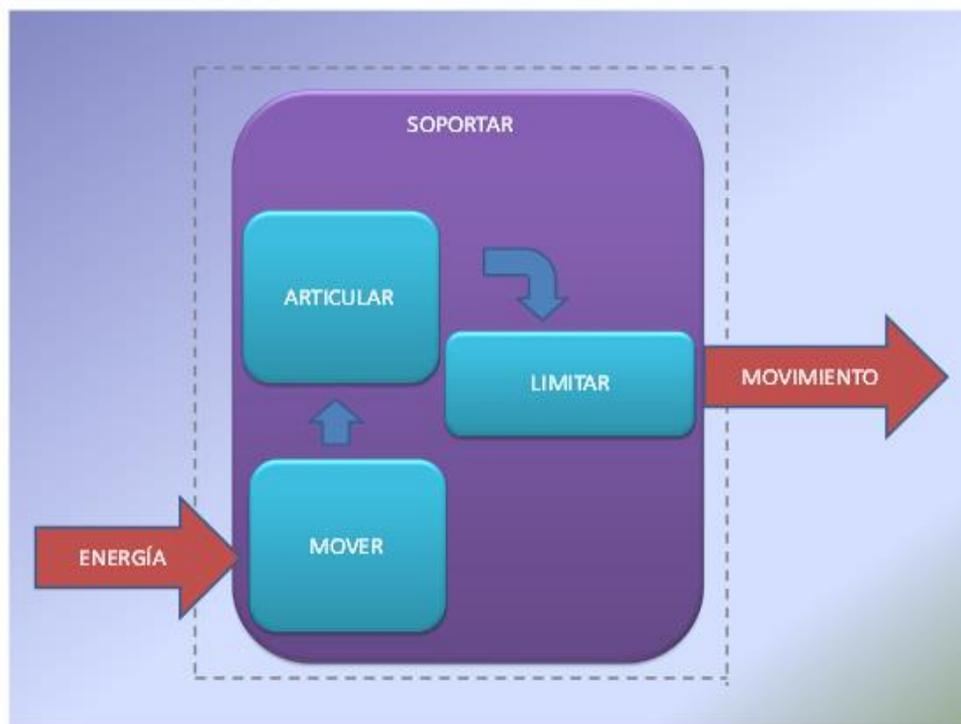 SOPORTAR
ARTICULAR
LIMITAR
MOVIMIENTO
MOVER
ENERGÍA